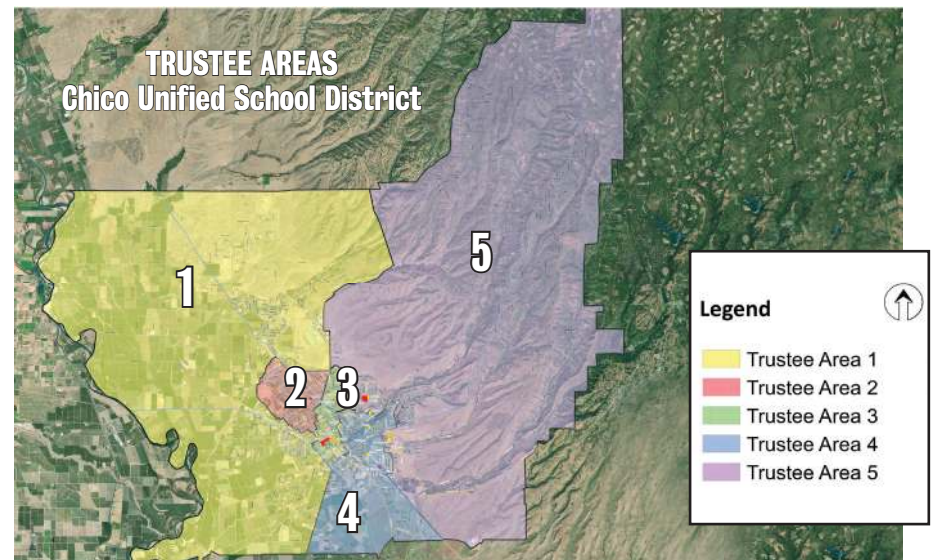 TRUSTEE AREAS
Chico Unified School District
1
5
2
3
4
Legend
Trustee Area 1
Trustee Area 2
Trustee Area 3
Trustee Area 4
Trustee Area 5